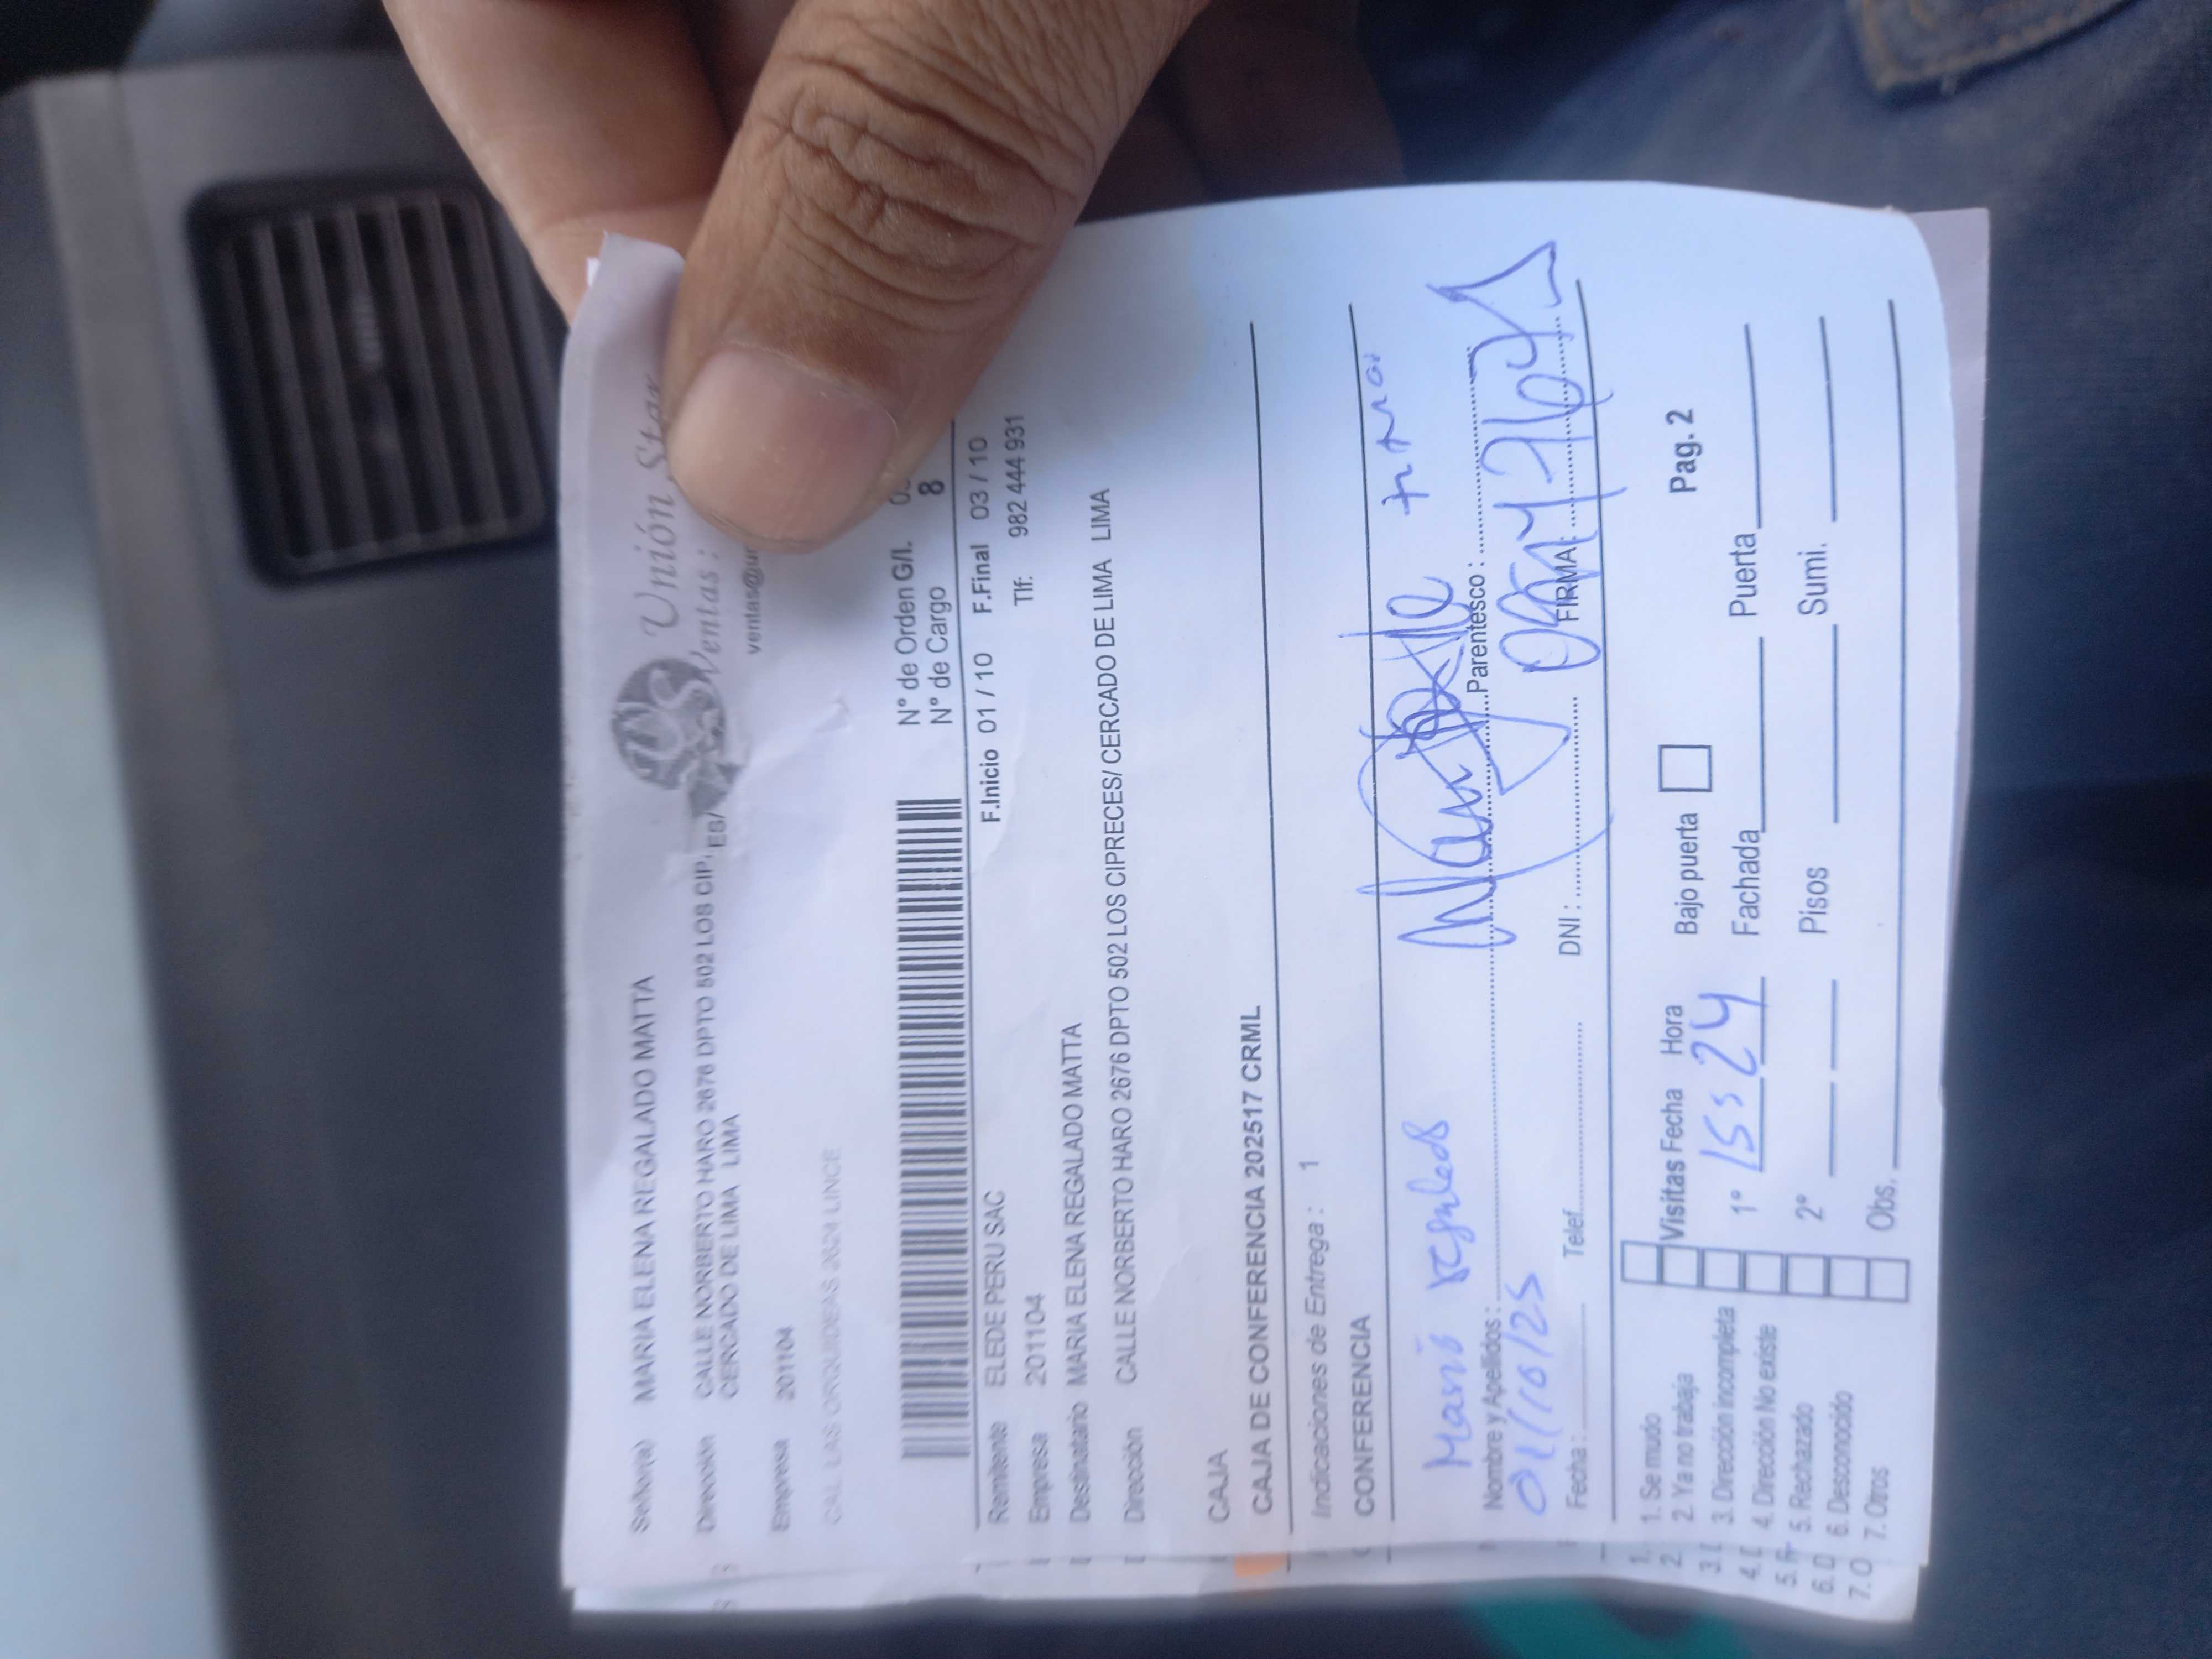 Unión Star
Ventas :
ventas@un
Señor(a) MARIA ELENA REGALADO MATTA
Dirección CALLE NORBERTO HARO 2676 DPTO 502 LOS CIP ES/
CERCADO DE LIMA LIMA
Empresa 201104
CAL. LAS ORQUIDEAS 2624 LINCE
N° de Orden G/I.
N° de Cargo 8
F.Inicio 01 / 10 F.Final 03 / 10
Remitente ELEDE PERU SAC
Tlf: 982 444 931
Empresa 201104
Destinatario MARIA ELENA REGALADO MATTA
Dirección CALLE NORBERTO HARO 2676 DPTO 502 LOS CIPRECES/ CERCADO DE LIMA LIMA
CAJA
CAJA DE CONFERENCIA 202517 CRML
Indicaciones de Entrega : 1
CONFERENCIA
Nombre y Apellidos : Parentesco :
Fecha : Telef. DNI : FIRMA:
1. Se mudo
2. Ya no trabaja
3. Dirección incompleta
4. Dirección No existe
5. Rechazado
6. Desconocido
7. Otros
Visitas Fecha Hora Bajo puerta Pag. 2
1° Fachada Puerta
2° Pisos Sumi.
Obs.